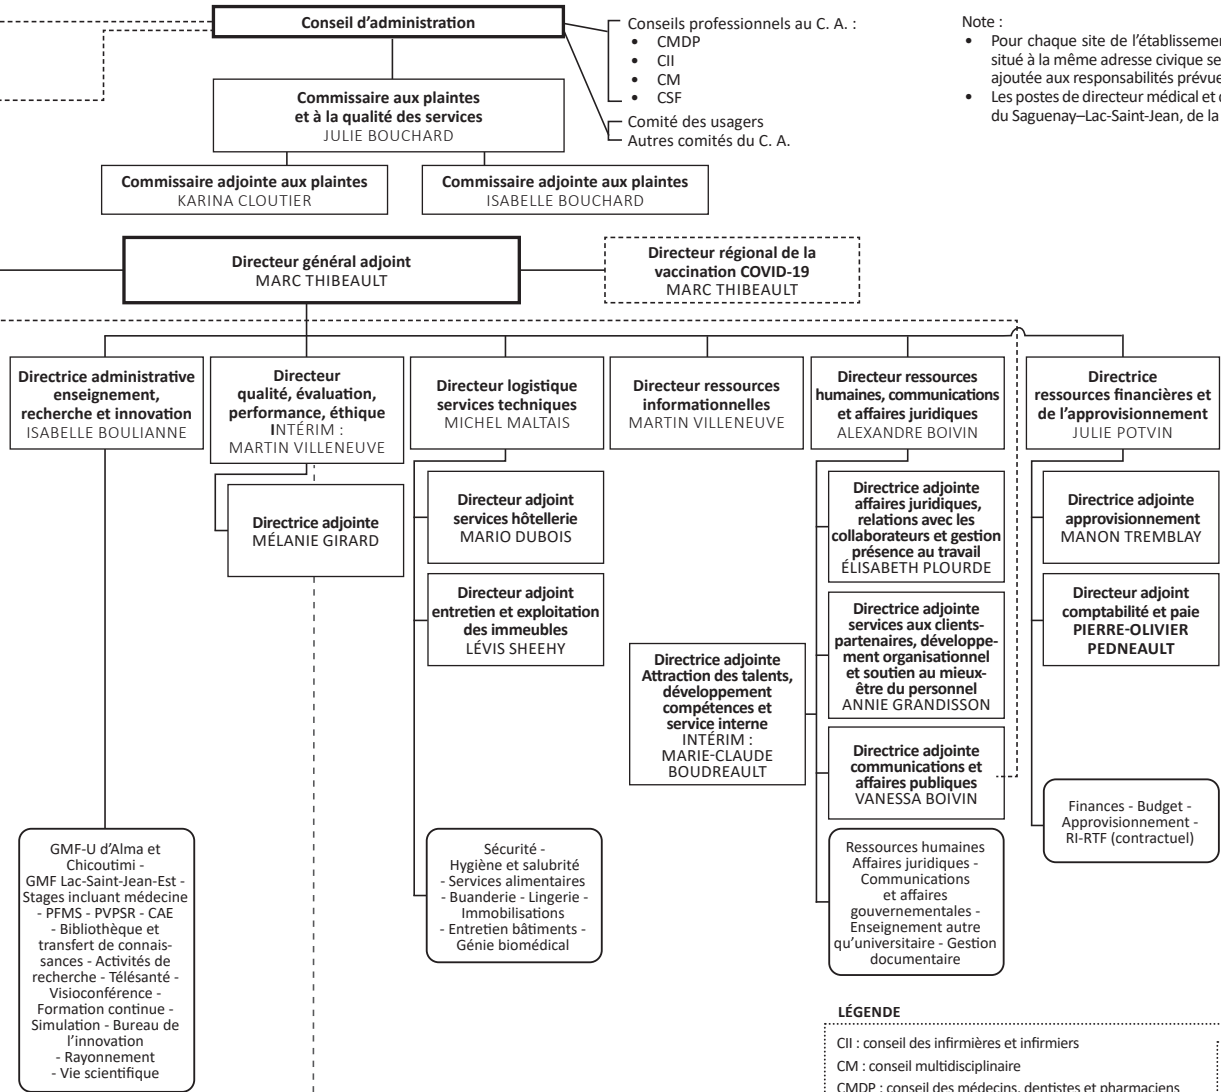 Conseil d'administration
Conseils professionnels au C. A. :
• CMDP
• CII
• CM
• CSF
Comité des usagers
Autres comités du C. A.
Note :
• Pour chaque site de l'établissemen
situé à la même adresse civique se
ajoutée aux responsabilités prévue
• Les postes de directeur médical et
du Saguenay–Lac-Saint-Jean, de la
Commissaire aux plaintes
et à la qualité des services
JULIE BOUCHARD
Commissaire adjointe aux plaintes
KARINA CLOUTIER
Commissaire adjointe aux plaintes
ISABELLE BOUCHARD
Directeur général adjoint
MARC THIBEAULT
Directeur régional de la
vaccination COVID-19
MARC THIBEAULT
Directrice administrative
enseignement,
recherche et innovation
ISABELLE BOULIANNE
Directeur
qualité, évaluation,
performance, éthique
INTÉRIM :
MARTIN VILLENEUVE
Directeur logistique
services techniques
MICHEL MALTAIS
Directeur ressources
informationnelles
MARTIN VILLENEUVE
Directeur ressources
humaines, communications
et affaires juridiques
ALEXANDRE BOIVIN
Directrice
ressources financières et
de l'approvisionnement
JULIE POTVIN
Directrice adjointe
MÉLANIE GIRARD
Directeur adjoint
services hôtellerie
MARIO DUBOIS
Directeur adjoint
entretien et exploitation
des immeubles
LÉVIS SHEEHY
Directrice adjointe
Attraction des talents,
développement
compétences et
service interne
INTÉRIM :
MARIE-CLAUDE
BOUDREAULT
Directrice adjointe
affaires juridiques,
relations avec les
collaborateurs et gestion
présence au travail
ÉLISABETH PLOURDE
Directrice adjointe
services aux clients-
partenaires, développe-
ment organisationnel
et soutien au mieux-
être du personnel
ANNIE GRANDISSON
Directrice adjointe
communications et
affaires publiques
VANESSA BOIVIN
Directrice adjointe
approvisionnement
MANON TREMBLAY
Directeur adjoint
comptabilité et paie
PIERRE-OLIVIER
PEDNEAULT
GMF-U d'Alma et
Chicoutimi -
GMF Lac-Saint-Jean-Est -
Stages incluant médecine
- PFMS - PVPSR - CAE
- Bibliothèque et
transfert de connais-
sances - Activités de
recherche - Télésanté -
Visioconférence -
Formation continue -
Simulation - Bureau de
l'innovation
- Rayonnement
- Vie scientifique
Sécurité -
Hygiène et salubrité
- Services alimentaires
- Buanderie - Lingerie -
Immobilisations
- Entretien bâtiments -
Génie biomédical
Ressources humaines
Affaires juridiques -
Communications
et affaires
gouvernementales -
Enseignement autre
qu'universitaire - Gestion
documentaire
Finances - Budget -
Approvisionnement -
RI-RTF (contractuel)
LÉGENDE
CII : conseil des infirmières et infirmiers
CM : conseil multidisciplinaire
CMDP : conseil des médecins, dentistes et pharmaciens